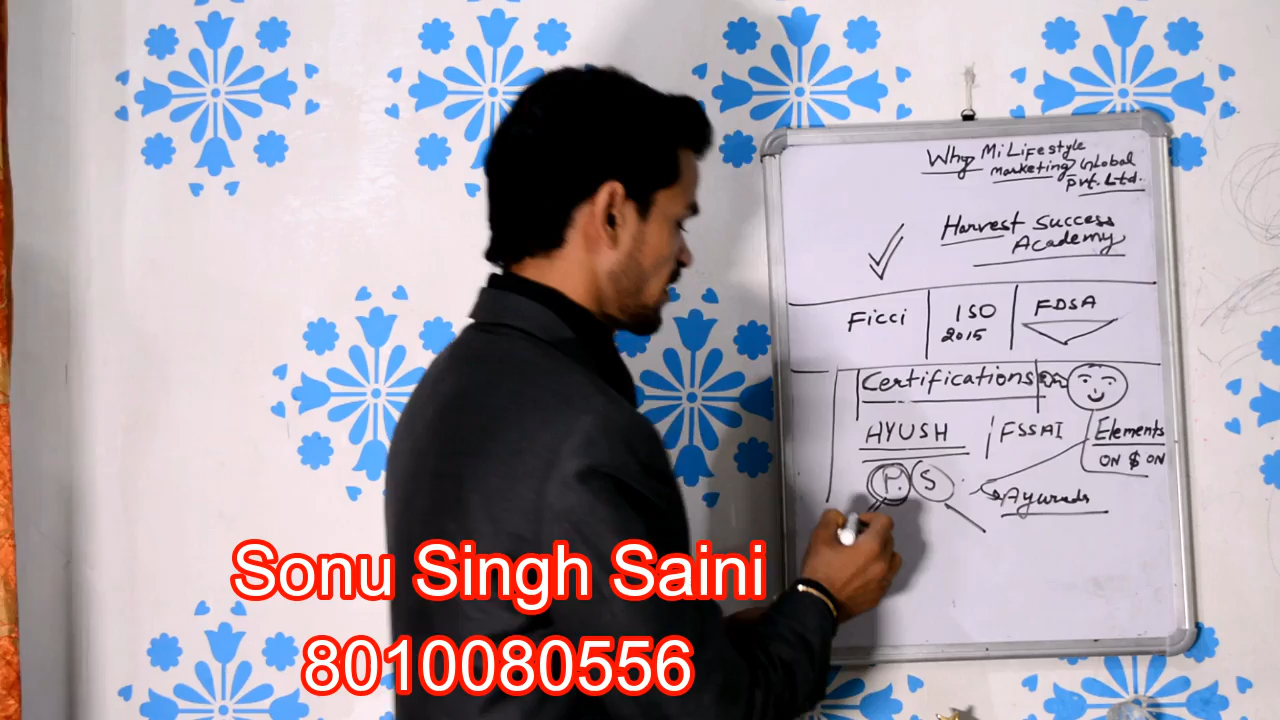 Why Mi Lifestyle
marketing Global
Pvt. Ltd.
Harvest Success
Academy
Ficci
ISO
2015
FDSA
Certifications
AYUSH
FSSAI
Elements
ON $ ON
P.
S
Sonu Singh Saini
8010080556